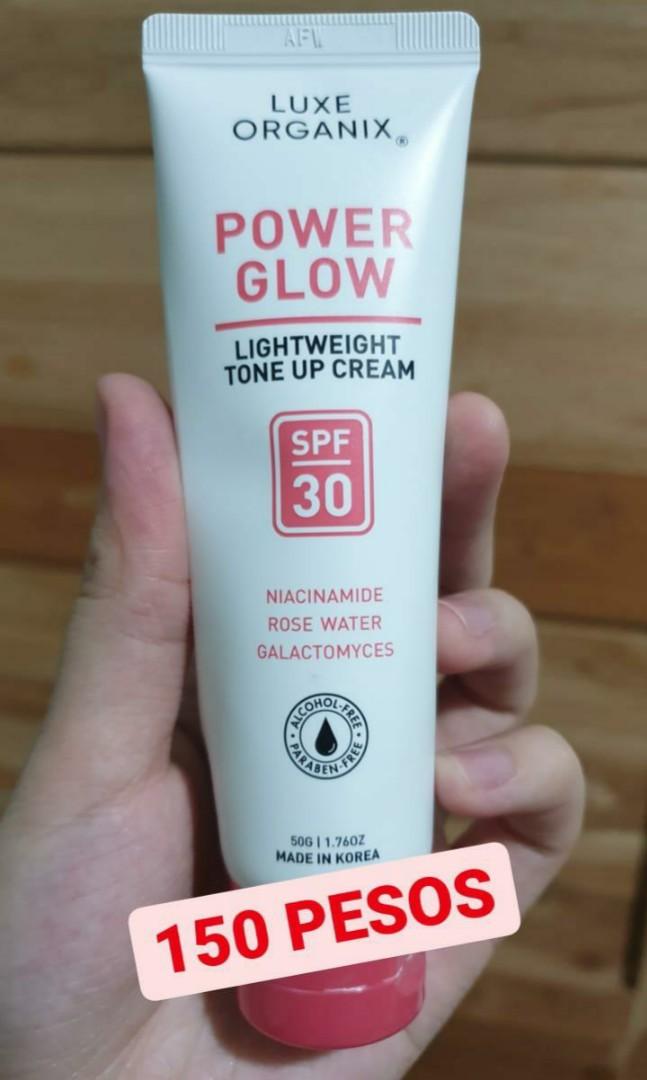 AFW
LUXE
ORGANIX®
POWER
GLOW
LIGHTWEIGHT
TONE UP CREAM
SPF
30
NIACINAMIDE
ROSE WATER
GALACTOMYCES
ALCOHOL-FREE
PARABEN-FREE
50G | 1.76OZ
MADE IN KOREA
150 PESOS